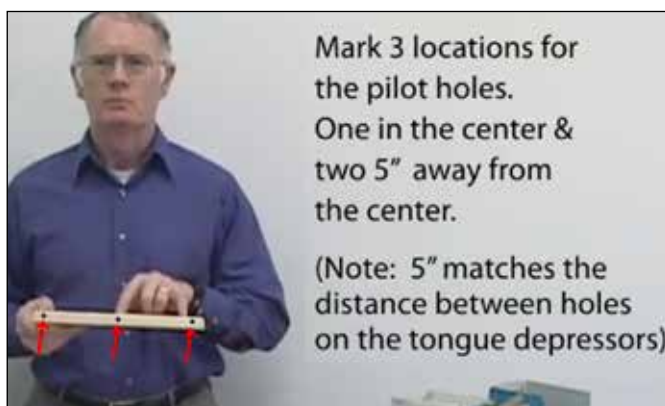 Mark 3 locations for
the pilot holes.
One in the center &
two 5” away from
the center.
(Note: 5” matches the
distance between holes
on the tongue depressors)